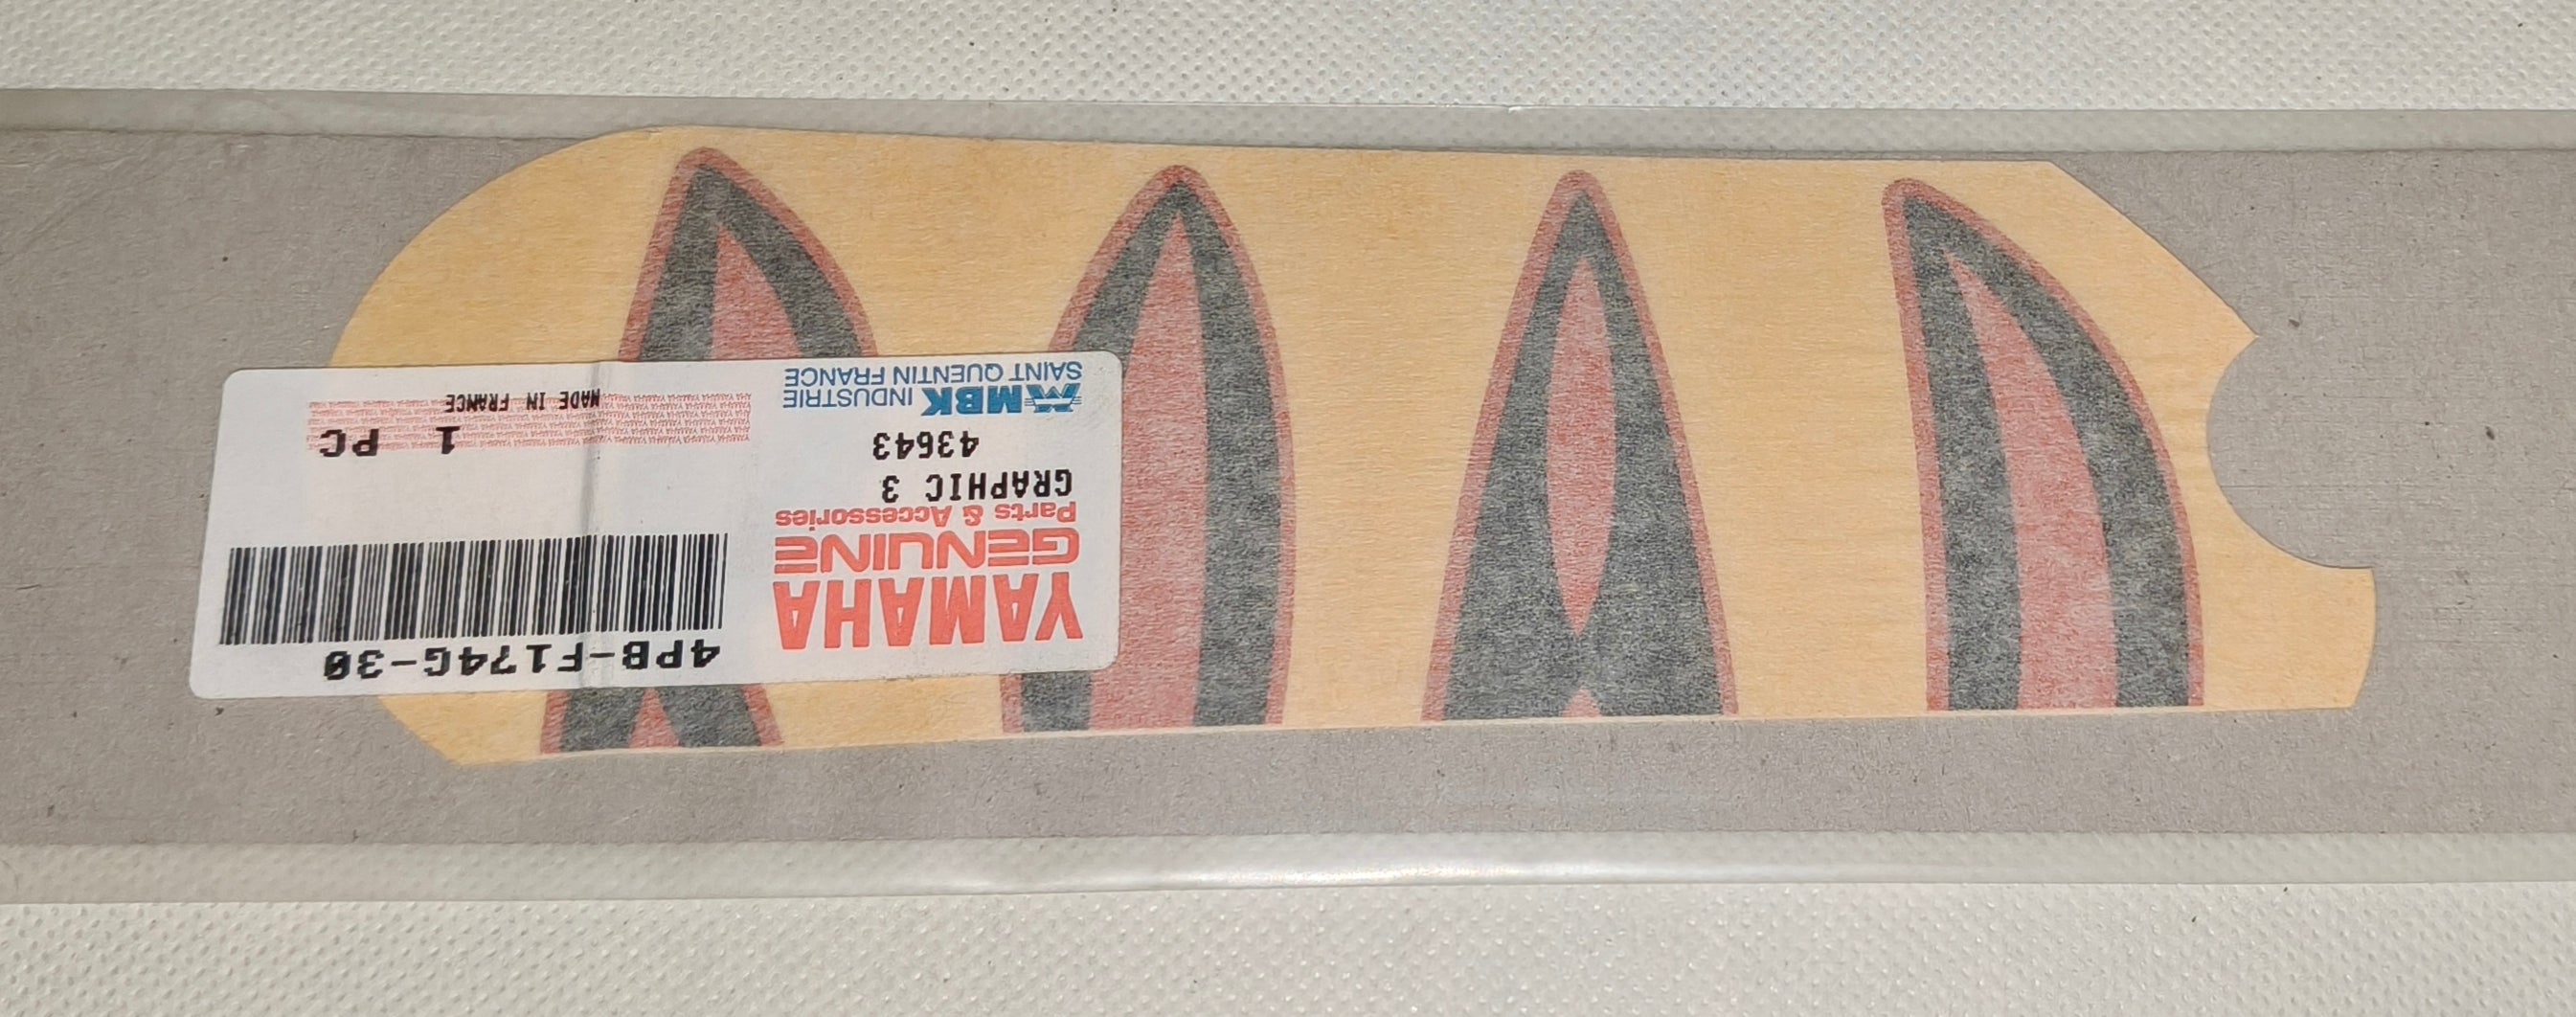 4PB-F174G-30
YAMAHA
GENUINE
Parts & Accessories
GRAPHIC 3
43643
1 PC
MADE IN FRANCE
MBK INDUSTRIE
SAINT QUENTIN FRANCE